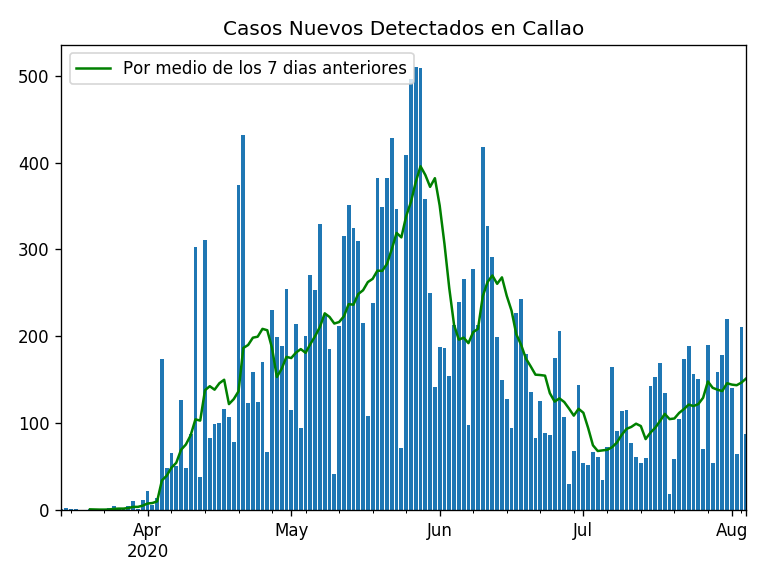 Casos Nuevos Detectados en Callao
Por medio de los 7 dias anteriores
500
400
300
200
100
0
Apr
2020
May
Jun
Jul
Aug